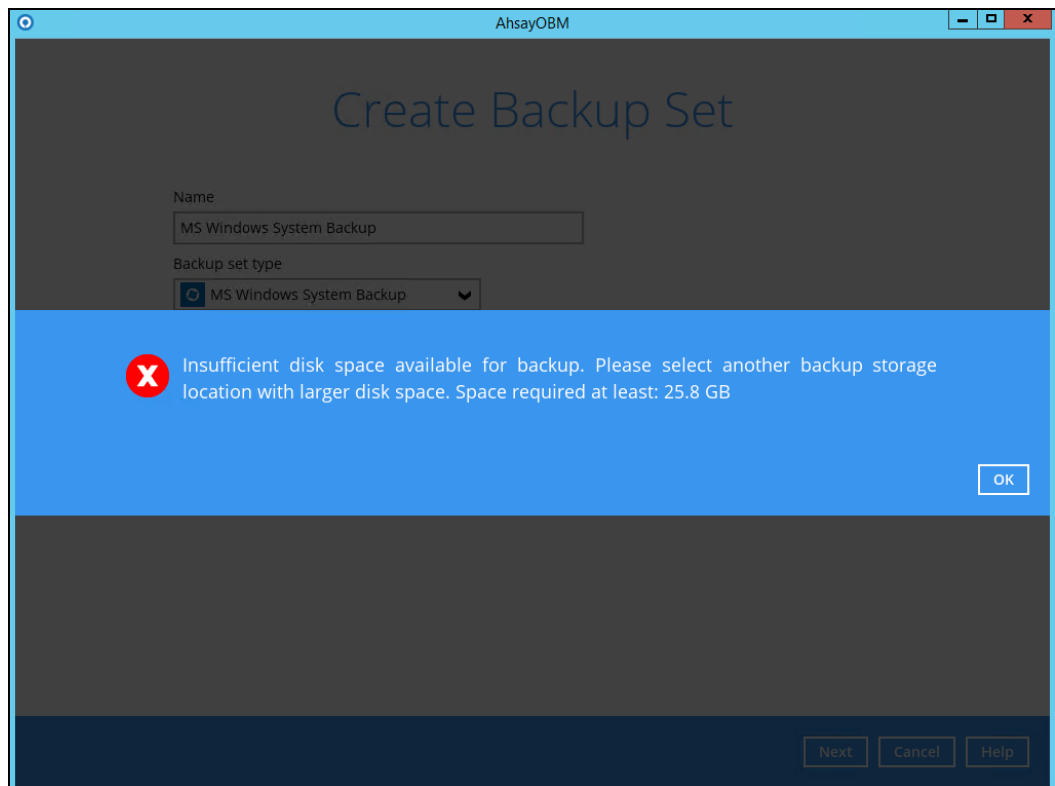 AhsayOBM
Create Backup Set
Name
MS Windows System Backup
Backup set type
MS Windows System Backup
Insufficient disk space available for backup. Please select another backup storage
location with larger disk space. Space required at least: 25.8 GB
OK
Next Cancel Help